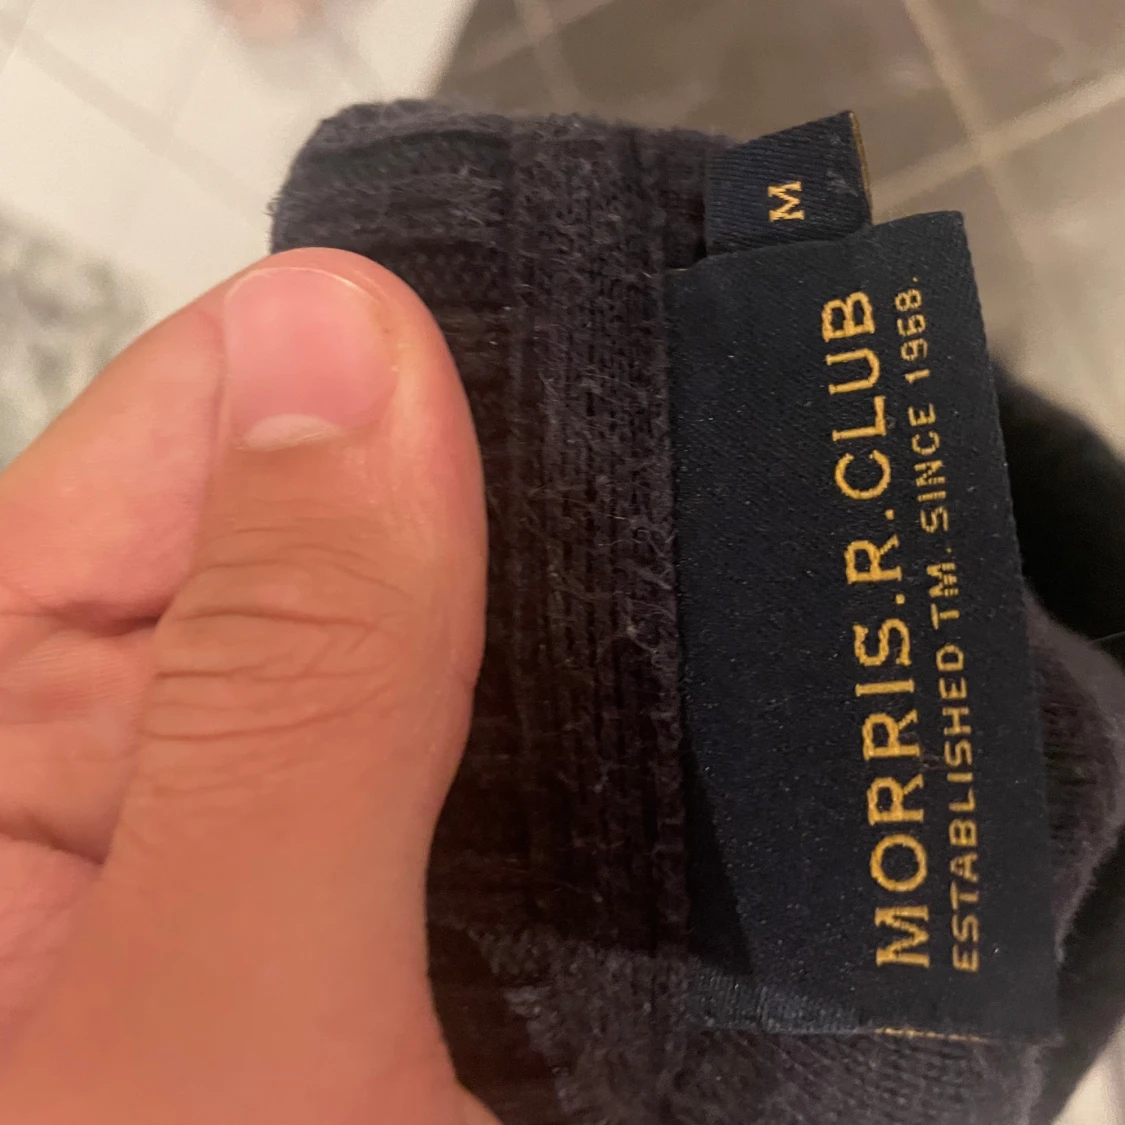 M
MORRIS.R.CLUB
ESTABLISHED TM. SINCE 1968.